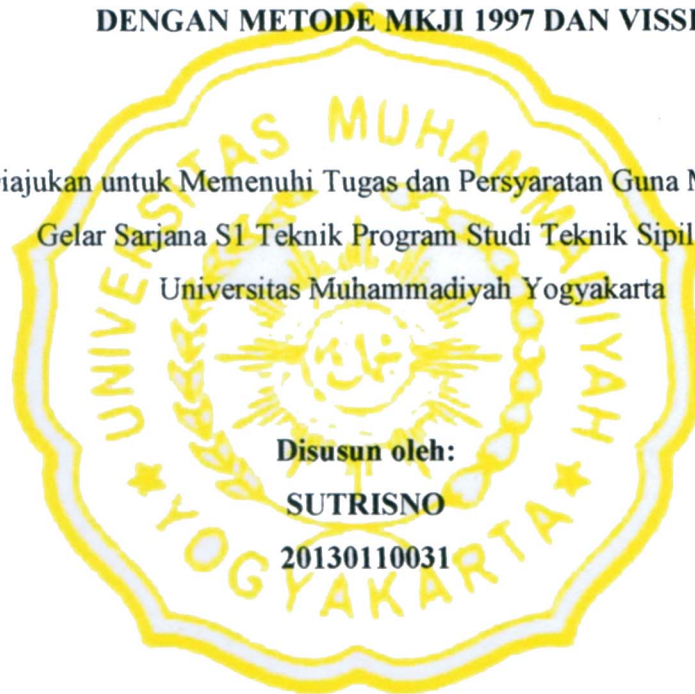 DENGAN METODE MKJI 1997 DAN VISSI
iajukan untuk Memenuhi Tugas dan Persyaratan Guna M
Gelar Sarjana S1 Teknik Program Studi Teknik Sipil
Universitas Muhammadiyah Yogyakarta
Disusun oleh:
SUTRISNO
20130110031
UNIVERSITAS MUHAMMADIYAH
★ YOGYAKARTA ★